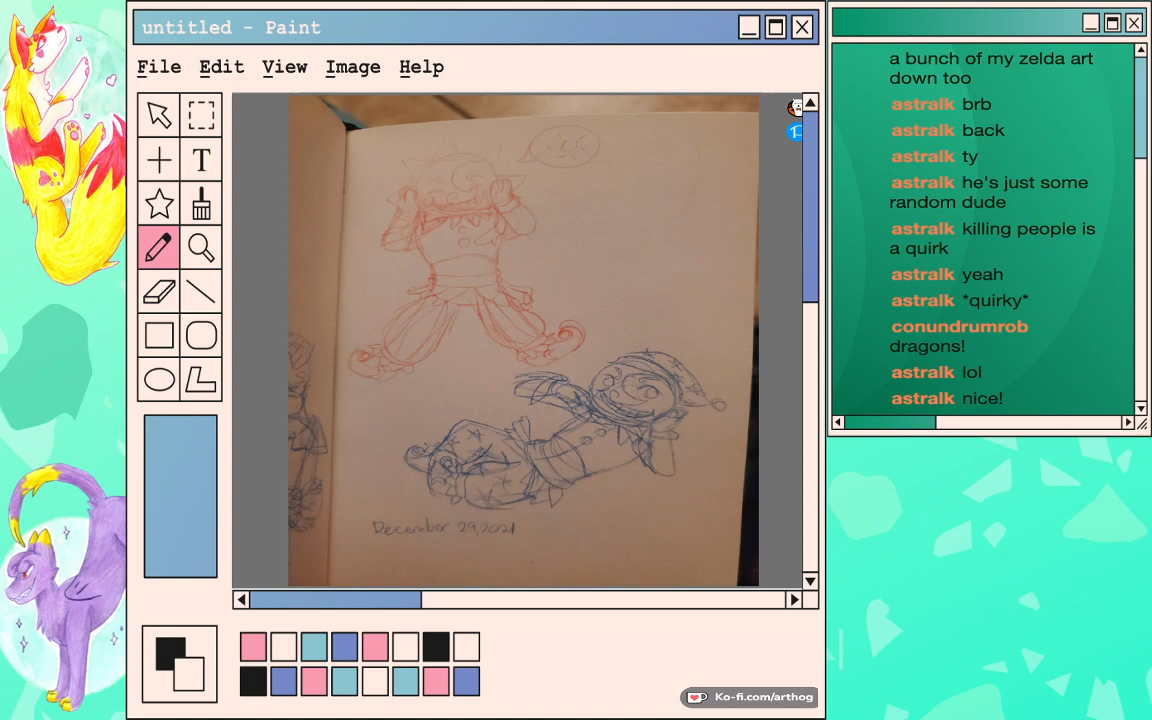 untitled - Paint
File Edit View Image Help
T
December 29,2021
Ko-fi.com/arthog
a bunch of my zelda art
down too
astralk brb
astralk back
astralk ty
astralk he's just some
random dude
astralk killing people is
a quirk
astralk yeah
astralk *quirky*
conundrumrob
dragons!
astralk lol
astralk nice!